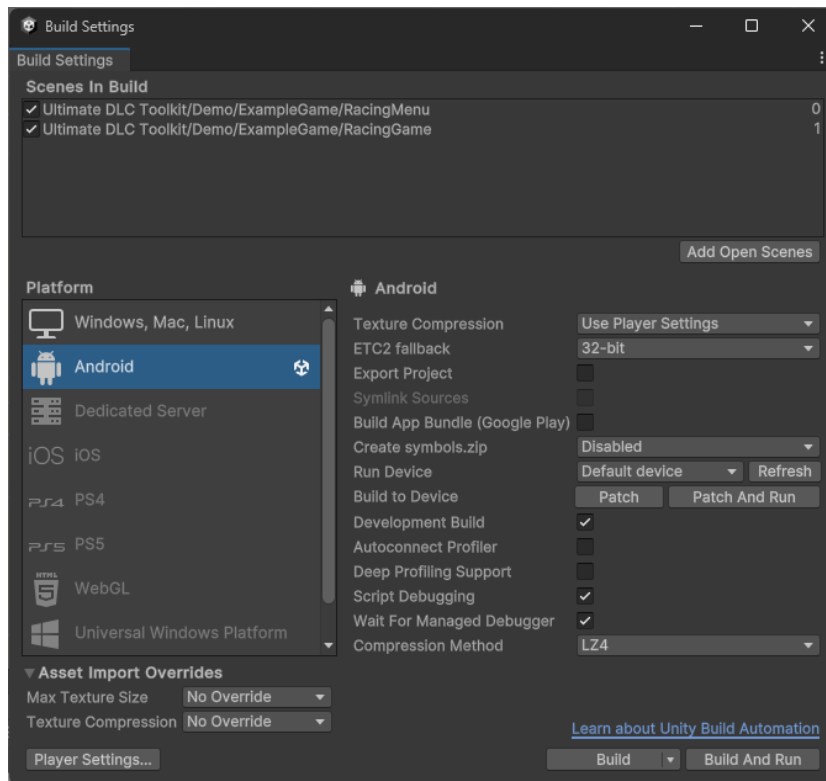 Build Settings
Build Settings
Scenes In Build
Ultimate DLC Toolkit/Demo/ExampleGame/RacingMenu 0
Ultimate DLC Toolkit/Demo/ExampleGame/RacingGame 1
Add Open Scenes
Platform
Windows, Mac, Linux
Android
Dedicated Server
iOS iOS
PS4 PS4
PS5 PS5
HTML 5 WebGL
Universal Windows Platform
Android
Texture Compression Use Player Settings
ETC2 fallback 32-bit
Export Project
Symlink Sources
Build App Bundle (Google Play)
Create symbols.zip Disabled
Run Device Default device Refresh
Build to Device Patch Patch And Run
Development Build
Autoconnect Profiler
Deep Profiling Support
Script Debugging
Wait For Managed Debugger
Compression Method LZ4
Asset Import Overrides
Max Texture Size No Override
Texture Compression No Override
Learn about Unity Build Automation
Player Settings... Build Build And Run